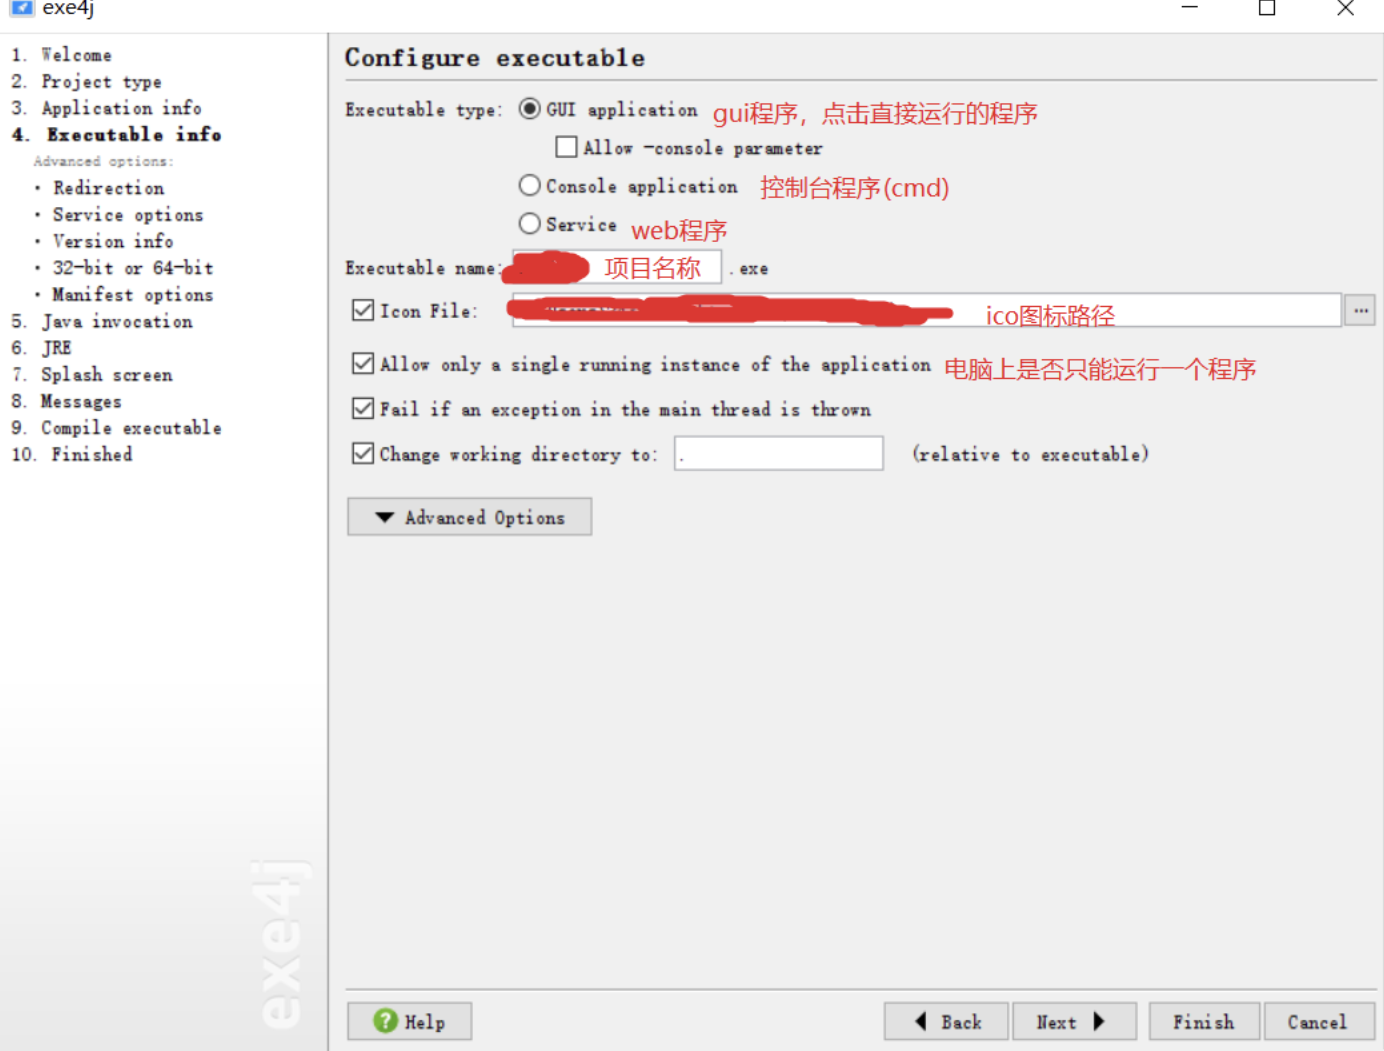 exe4j
1. Welcome
2. Project type
3. Application info
4. Executable info
Advanced options:
• Redirection
• Service options
• Version info
• 32-bit or 64-bit
• Manifest options
5. Java invocation
6. JRE
7. Splash screen
8. Messages
9. Compile executable
10. Finished
exe4j
Configure executable
Executable type: GUI application gui程序，点击直接运行的程序
Allow -console parameter
Console application 控制台程序(cmd)
Service web程序
Executable name: 项目名称 .exe
Icon File: ico图标路径 ...
Allow only a single running instance of the application 电脑上是否只能运行一个程序
Fail if an exception in the main thread is thrown
Change working directory to: . (relative to executable)
Advanced Options
? Help Back Next Finish Cancel